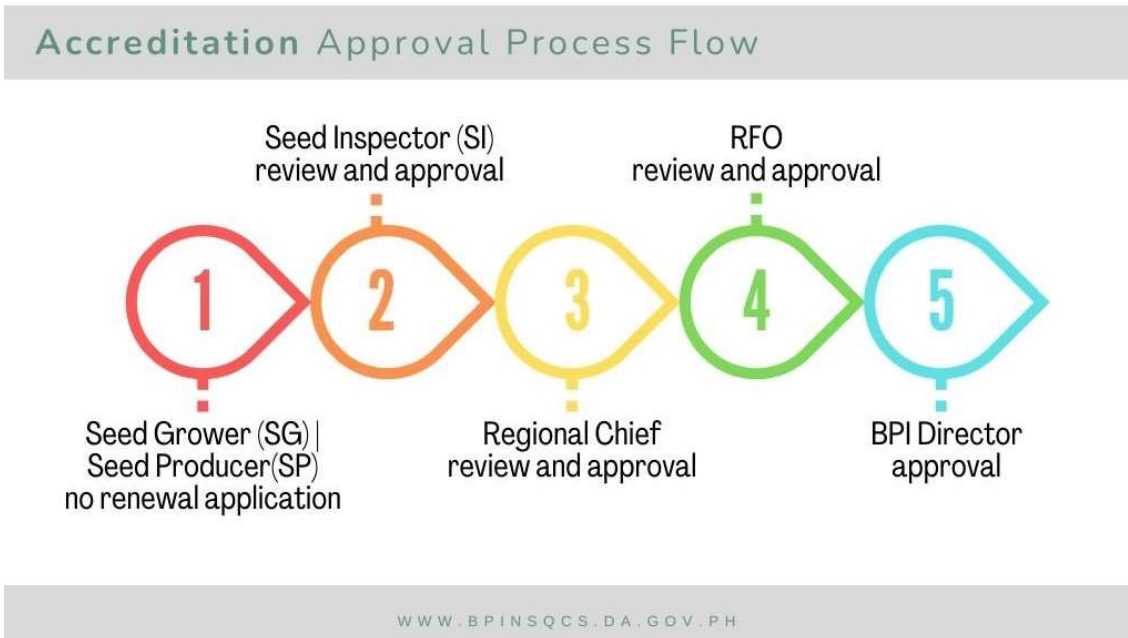 Accreditation Approval Process Flow
Seed Inspector (SI)
review and approval
RFO
review and approval
1
2
3
4
5
Seed Grower (SG) |
Seed Producer(SP)
no renewal application
Regional Chief
review and approval
BPI Director
approval
WWW.BPINSQCS.DA.GOV.PH